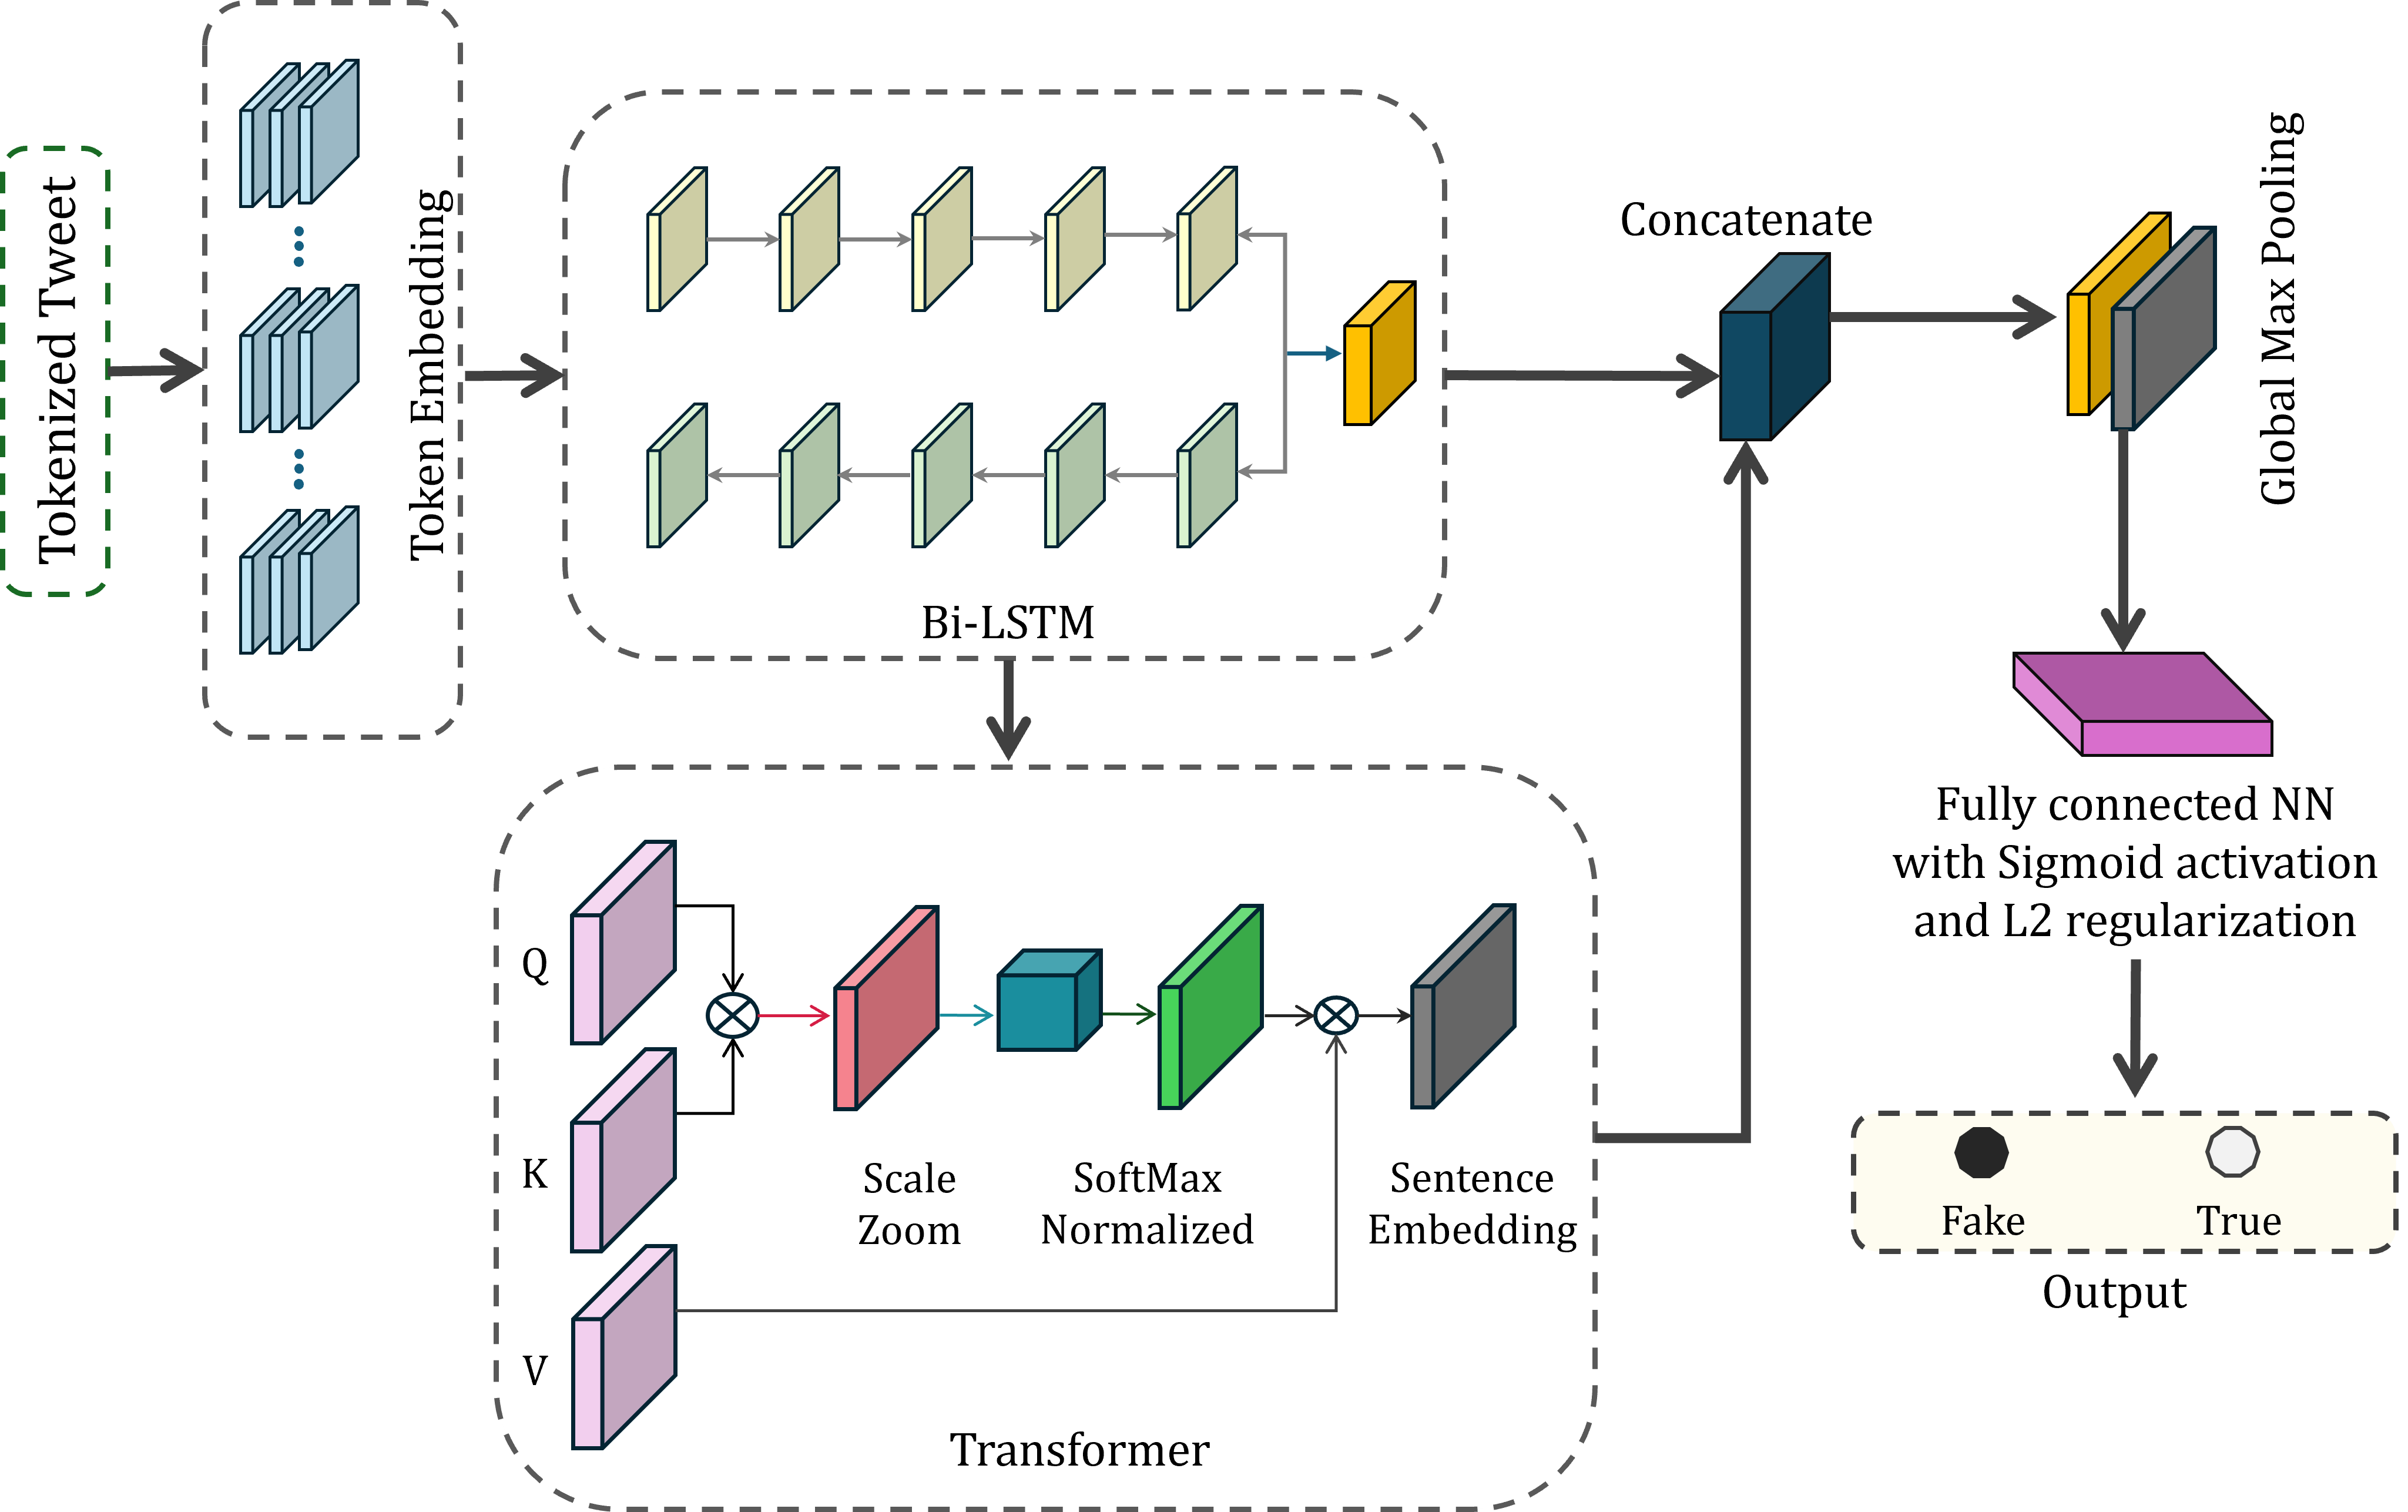 Tokenized Tweet
Token Embedding
Bi-LSTM
Concatenate
Global Max Pooling
Fully connected NN
with Sigmoid activation
and L2 regularization
Q
K
V
Scale
Zoom
SoftMax
Normalized
Sentence
Embedding
Transformer
Fake
True
Output